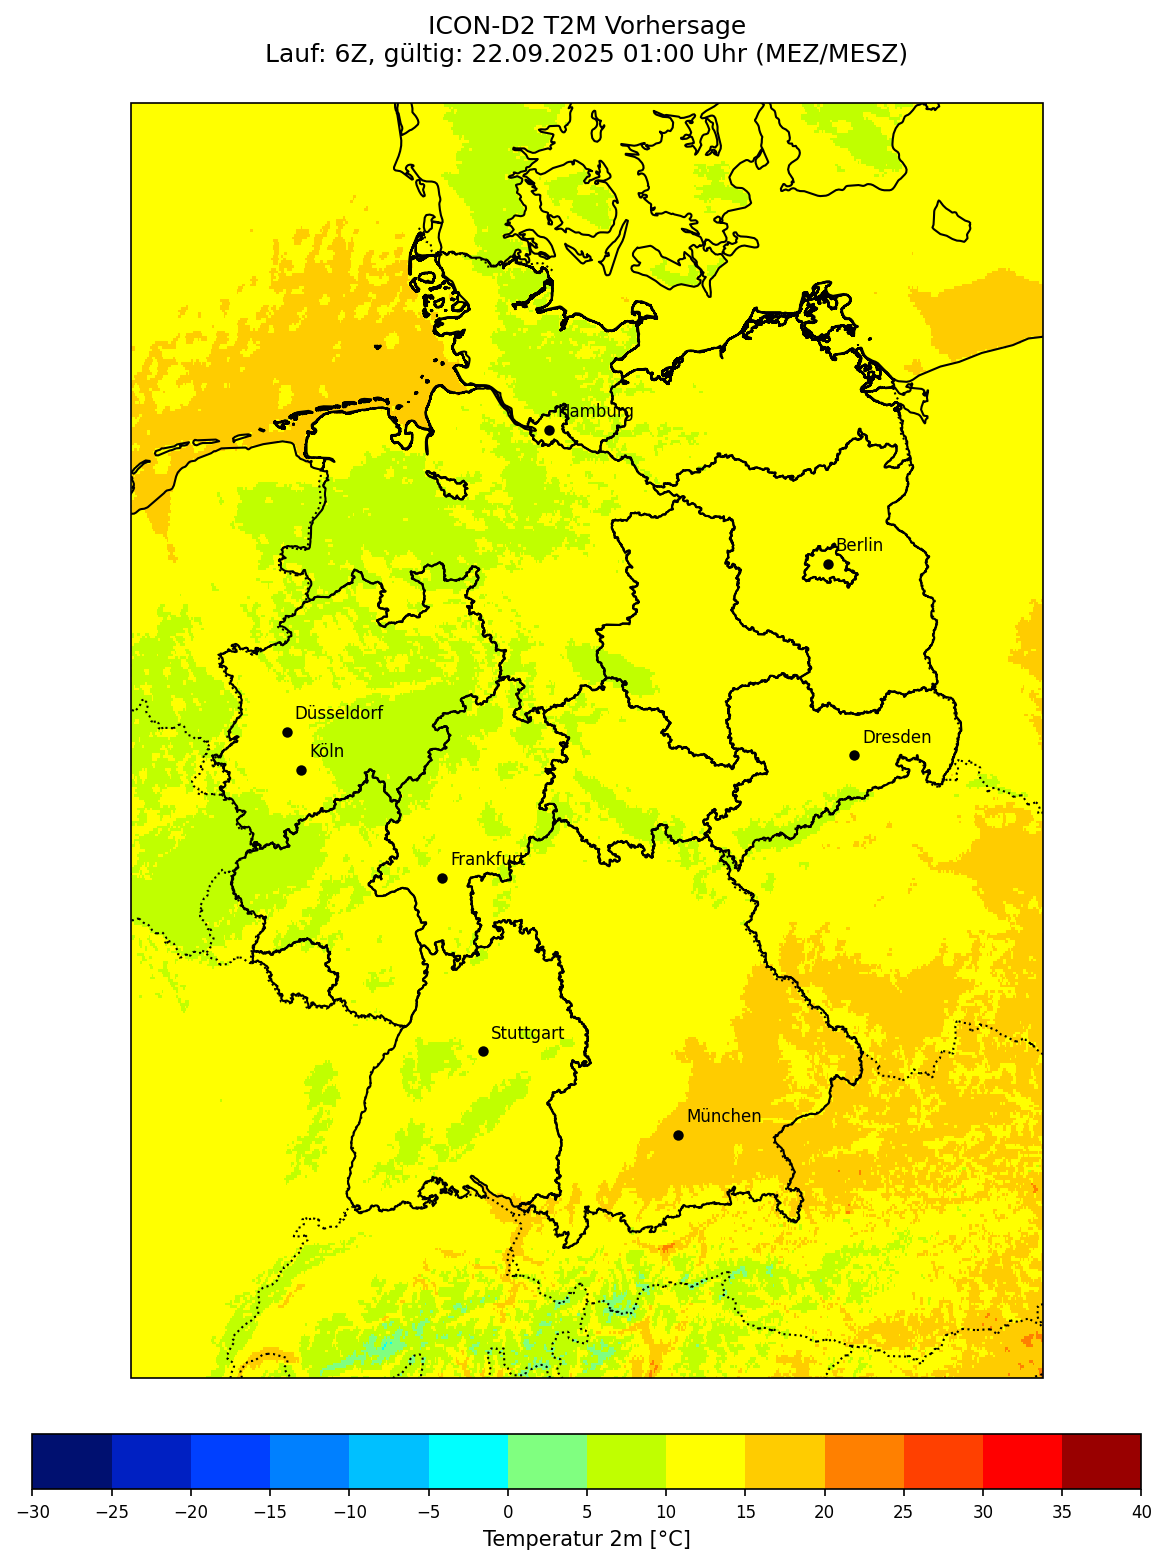 ICON-D2 T2M Vorhersage
Lauf: 6Z, gültig: 22.09.2025 01:00 Uhr (MEZ/MESZ)
Hamburg
Berlin
Düsseldorf
Dresden
Köln
Frankfurt
Stuttgart
München
−30 −25 −20 −15 −10 −5 0 5 10 15 20 25 30 35 40
Temperatur 2m [°C]